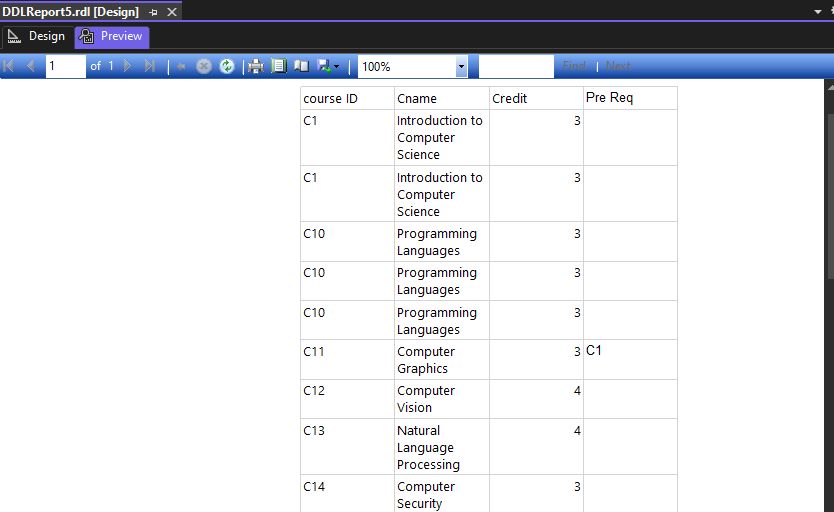 DDLReport5.rdl [Design]
Design Preview
1 of 1 100% Find | Next
course ID Cname Credit Pre Req
C1 Introduction to Computer Science 3
C1 Introduction to Computer Science 3
C10 Programming Languages 3
C10 Programming Languages 3
C10 Programming Languages 3
C11 Computer Graphics 3 C1
C12 Computer Vision 4
C13 Natural Language Processing 4
C14 Computer Security 3